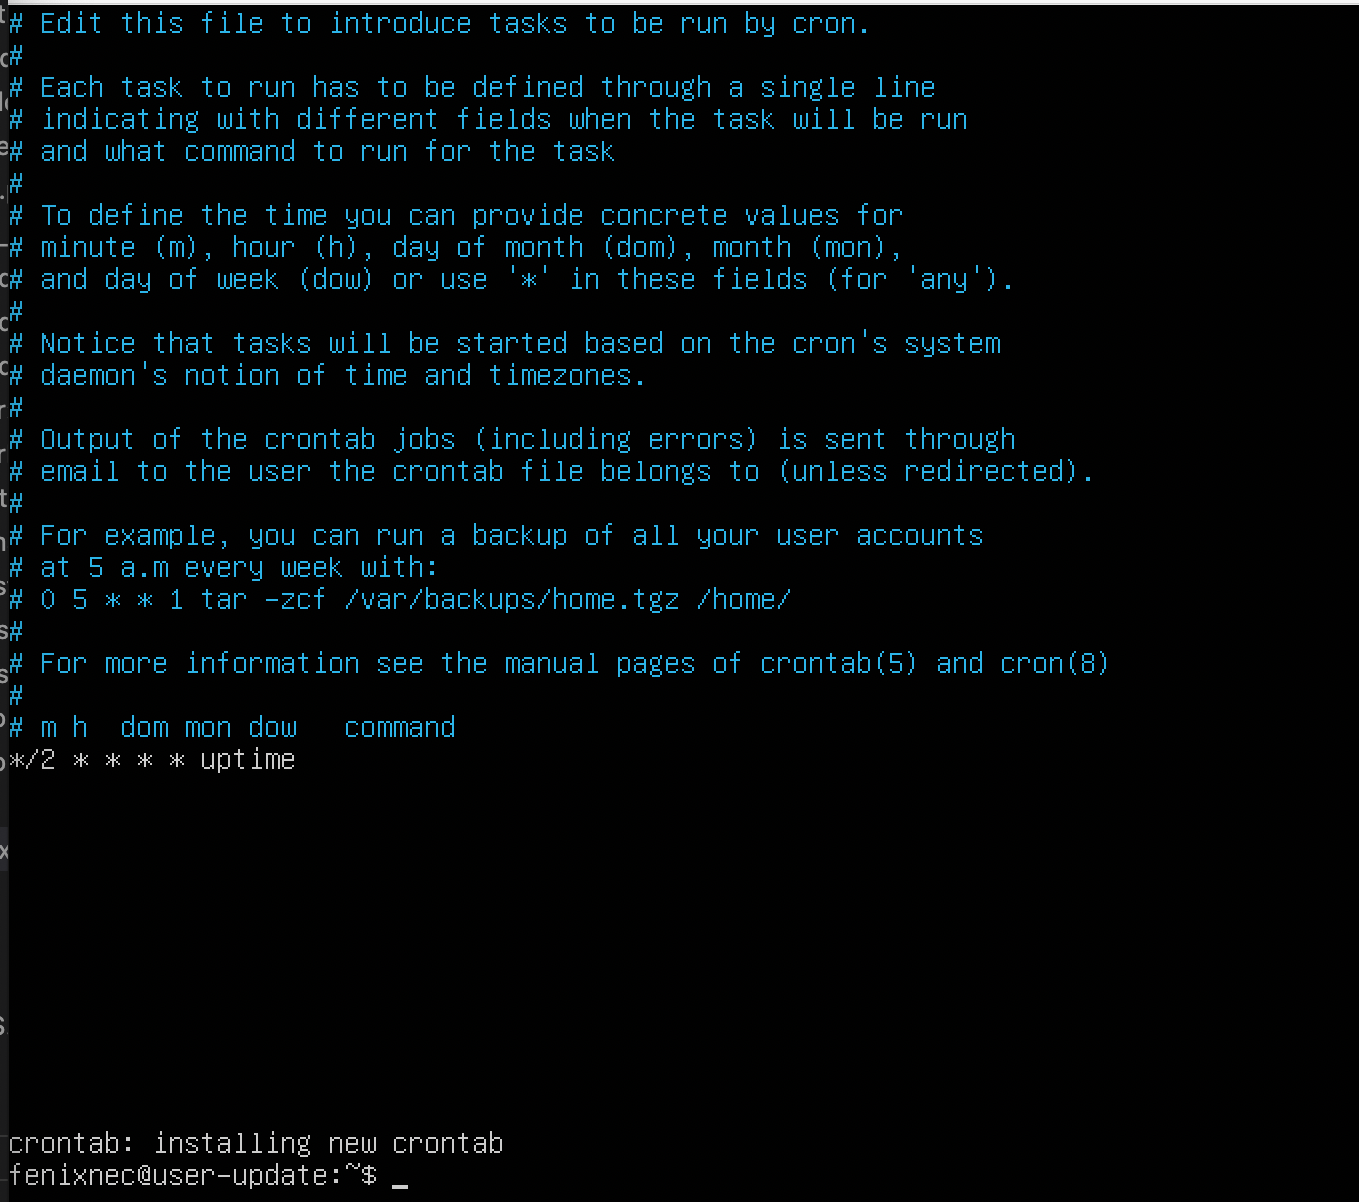 # Edit this file to introduce tasks to be run by cron.
#
# Each task to run has to be defined through a single line
# indicating with different fields when the task will be run
# and what command to run for the task
#
# To define the time you can provide concrete values for
# minute (m), hour (h), day of month (dom), month (mon),
# and day of week (dow) or use '*' in these fields (for 'any').
#
# Notice that tasks will be started based on the cron's system
# daemon's notion of time and timezones.
#
# Output of the crontab jobs (including errors) is sent through
# email to the user the crontab file belongs to (unless redirected).
#
# For example, you can run a backup of all your user accounts
# at 5 a.m every week with:
# 0 5 * * 1 tar -zcf /var/backups/home.tgz /home/
#
# For more information see the manual pages of crontab(5) and cron(8)
#
# m h  dom mon dow   command
*/2 * * * * uptime
crontab: installing new crontab
fenixnec@user-update:~$ _